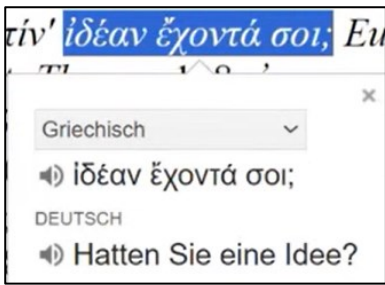 τίν' ἰδέαν ἔχοντά σοι; Eu
×
Griechisch
ἰδέαν ἔχοντά σοι;
DEUTSCH
Hatten Sie eine Idee?